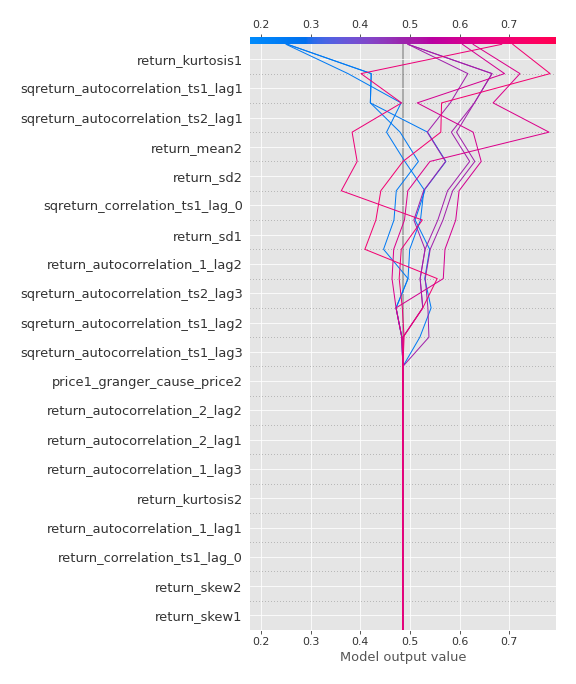 0.2 0.3 0.4 0.5 0.6 0.7
return_kurtosis1
sqreturn_autocorrelation_ts1_lag1
sqreturn_autocorrelation_ts2_lag1
return_mean2
return_sd2
sqreturn_correlation_ts1_lag_0
return_sd1
return_autocorrelation_1_lag2
sqreturn_autocorrelation_ts2_lag3
sqreturn_autocorrelation_ts1_lag2
sqreturn_autocorrelation_ts1_lag3
price1_granger_cause_price2
return_autocorrelation_2_lag2
return_autocorrelation_2_lag1
return_autocorrelation_1_lag3
return_kurtosis2
return_autocorrelation_1_lag1
return_correlation_ts1_lag_0
return_skew2
return_skew1
0.2 0.3 0.4 0.5 0.6 0.7
Model output value